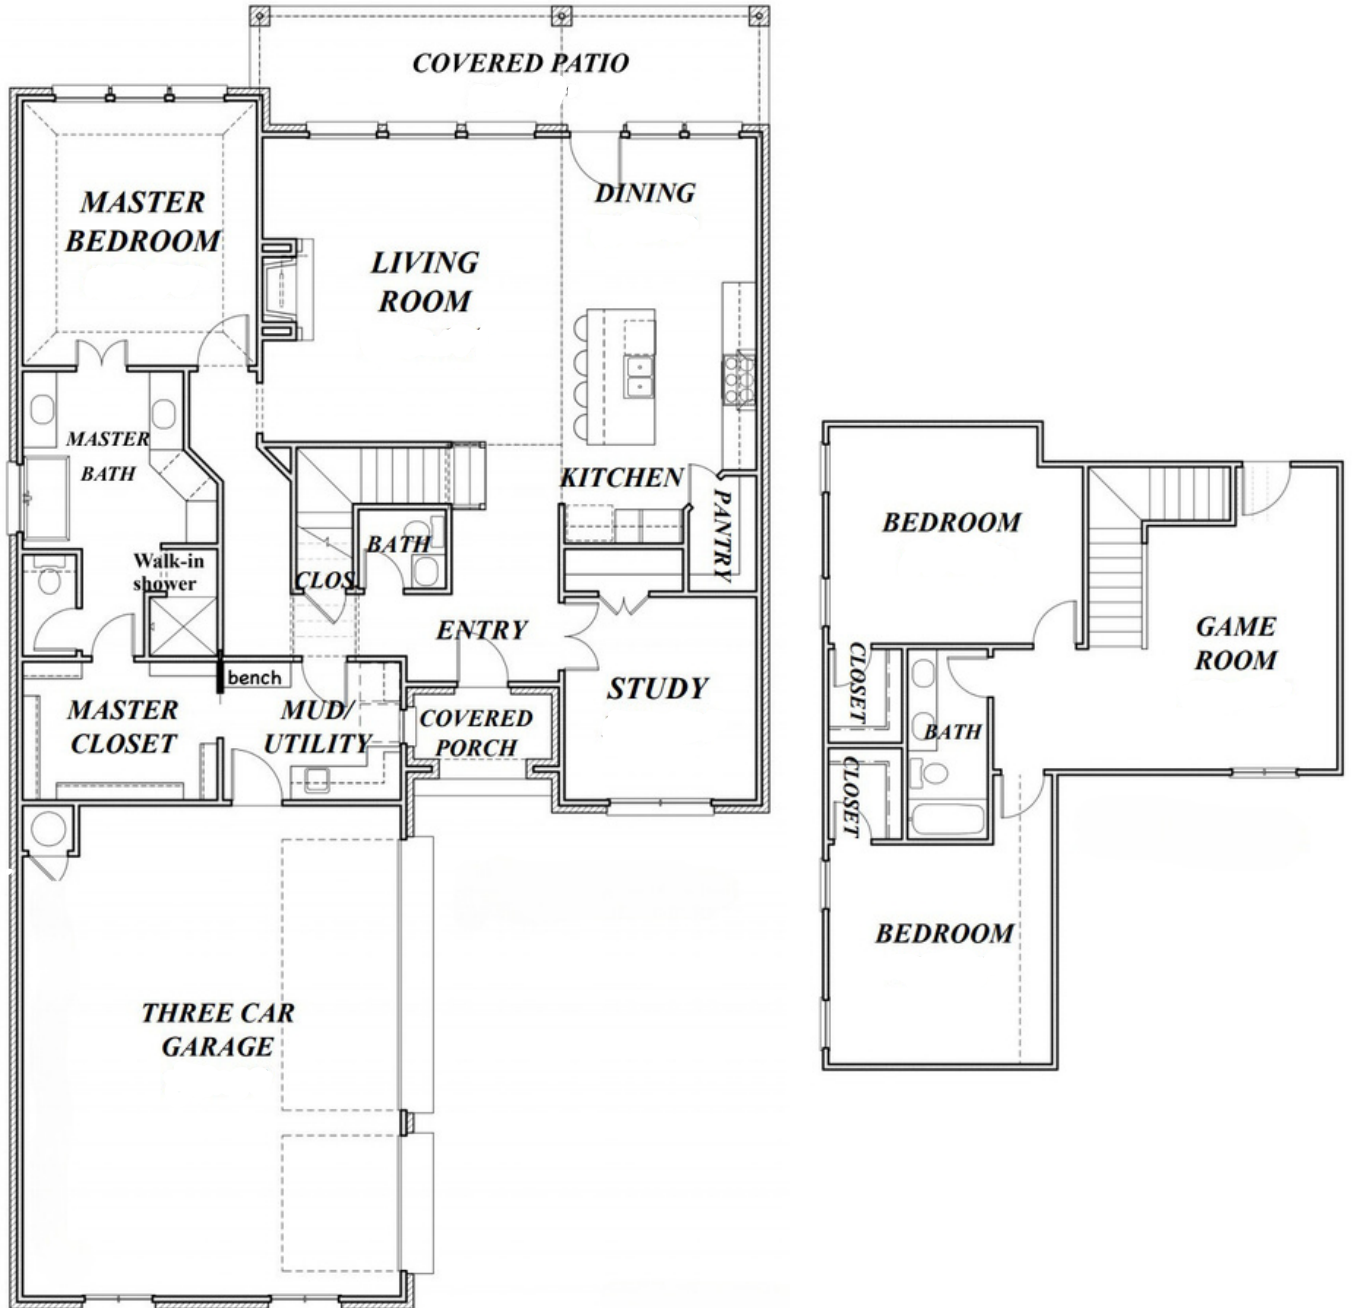 COVERED PATIO
MASTER
BEDROOM
DINING
LIVING
ROOM
MASTER
BATH
KITCHEN
PANTRY
BATH
Walk-in
shower
CLOS.
ENTRY
bench
STUDY
MASTER
CLOSET
MUD/
UTILITY
COVERED
PORCH
THREE CAR
GARAGE
BEDROOM
GAME
ROOM
CLOSET
BATH
CLOSET
BEDROOM